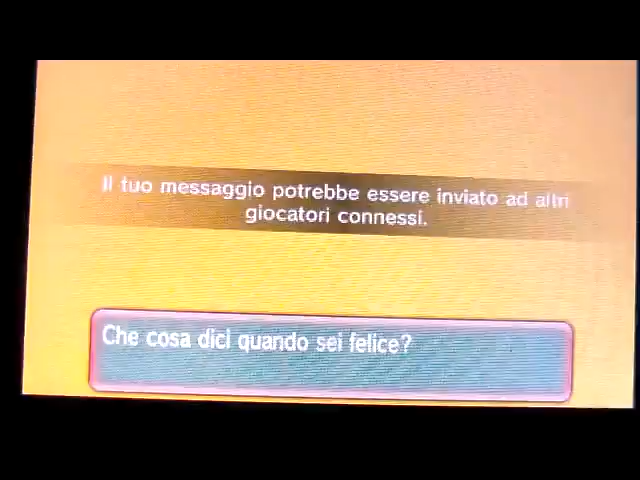 Il tuo messaggio potrebbe essere inviato ad altri
giocatori connessi.
Che cosa dici quando sei felice?